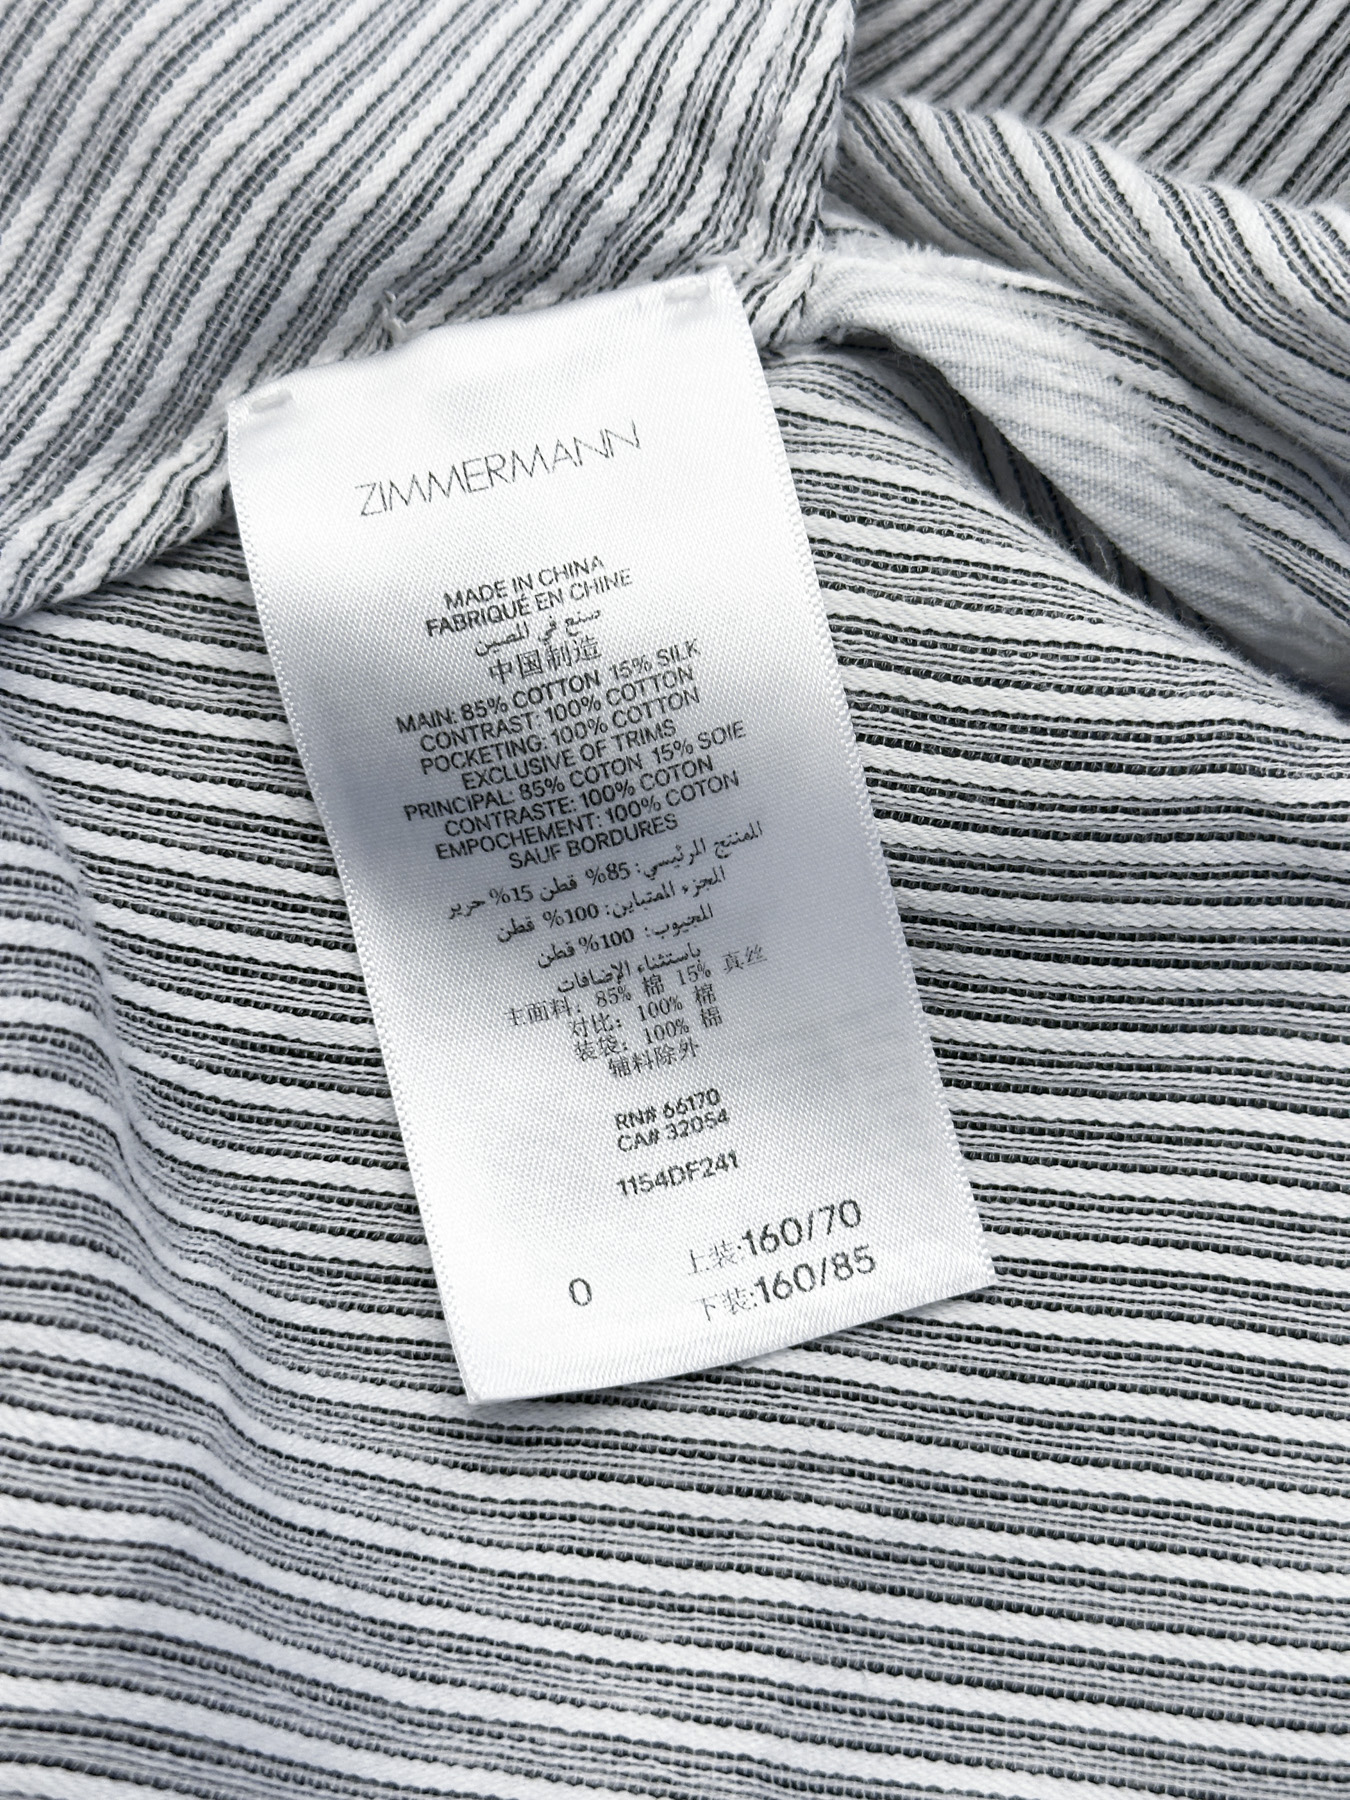 ZIMMERMANN
MADE IN CHINA
FABRIQUÉ EN CHINE
صنع في الصين
中国制造
MAIN: 85% COTTON 15% SILK
CONTRAST: 100% COTTON
POCKETING: 100% COTTON
EXCLUSIVE OF TRIMS
PRINCIPAL: 85% COTON 15% SOIE
CONTRASTE: 100% COTON
EMPOCHEMENT: 100% COTON
SAUF BORDURES
المنتج الرئيسي: 85% قطن 15% حرير
الجزء المتباين: 100% قطن
للجيوب: 100% قطن
باستثناء الإضافات
主面料: 85% 棉 15% 真丝
对比: 100% 棉
装袋: 100% 棉
辅料除外
RN# 66170
CA# 32054
1154DF241
上装:160/70
0 下装:160/85